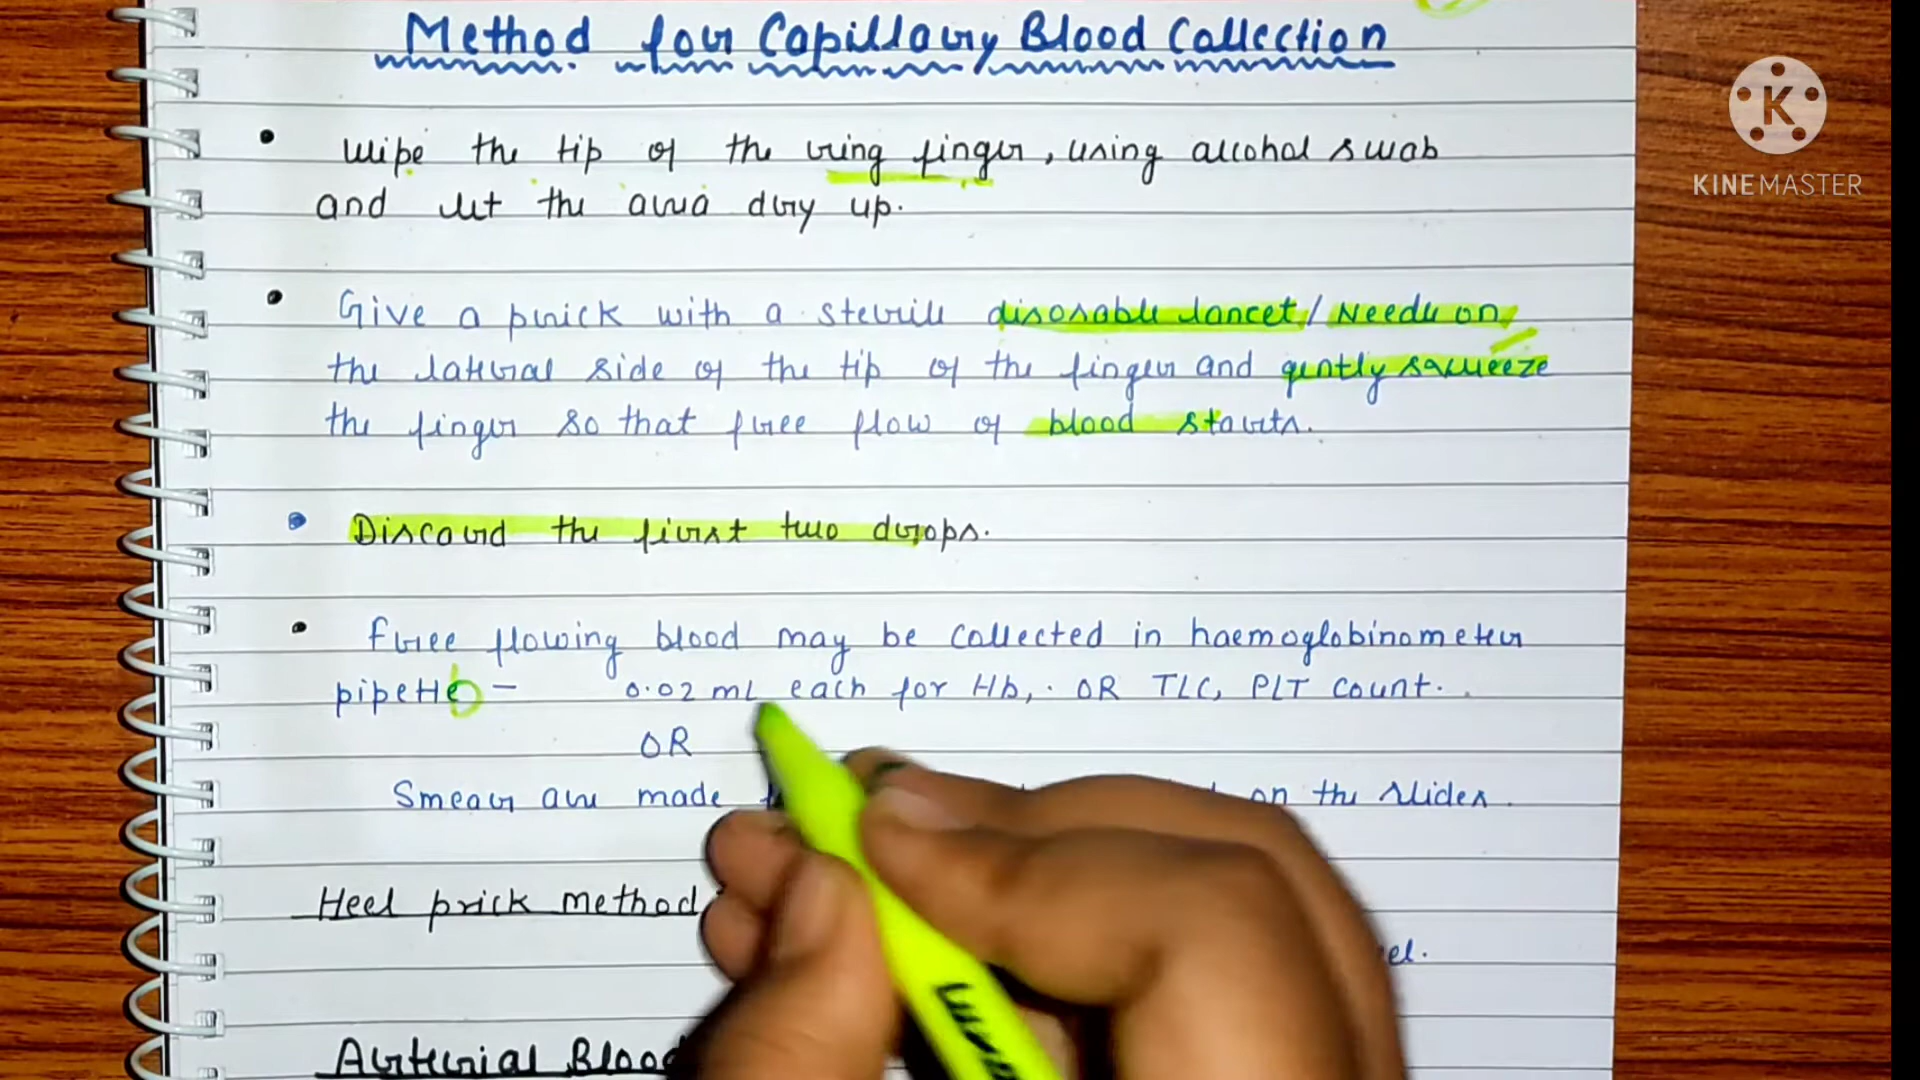 Method for Capillary Blood Collection
• Wipe the tip of the ring finger, using alcohol swab
and let the area dry up.
• Give a prick with a sterile disosable lancet / Needle on
the lateral side of the tip of the finger and gently squeeze
the finger so that free flow of blood starts.
• Discard the first two drops.
• Free flowing blood may be collected in haemoglobinometer
pipette - 0.02 mL each for Hb, . OR TLC, PLT count.
OR
Smear are made on the slides.
Heel prick method
Arterial Blood
K
KINEMASTER